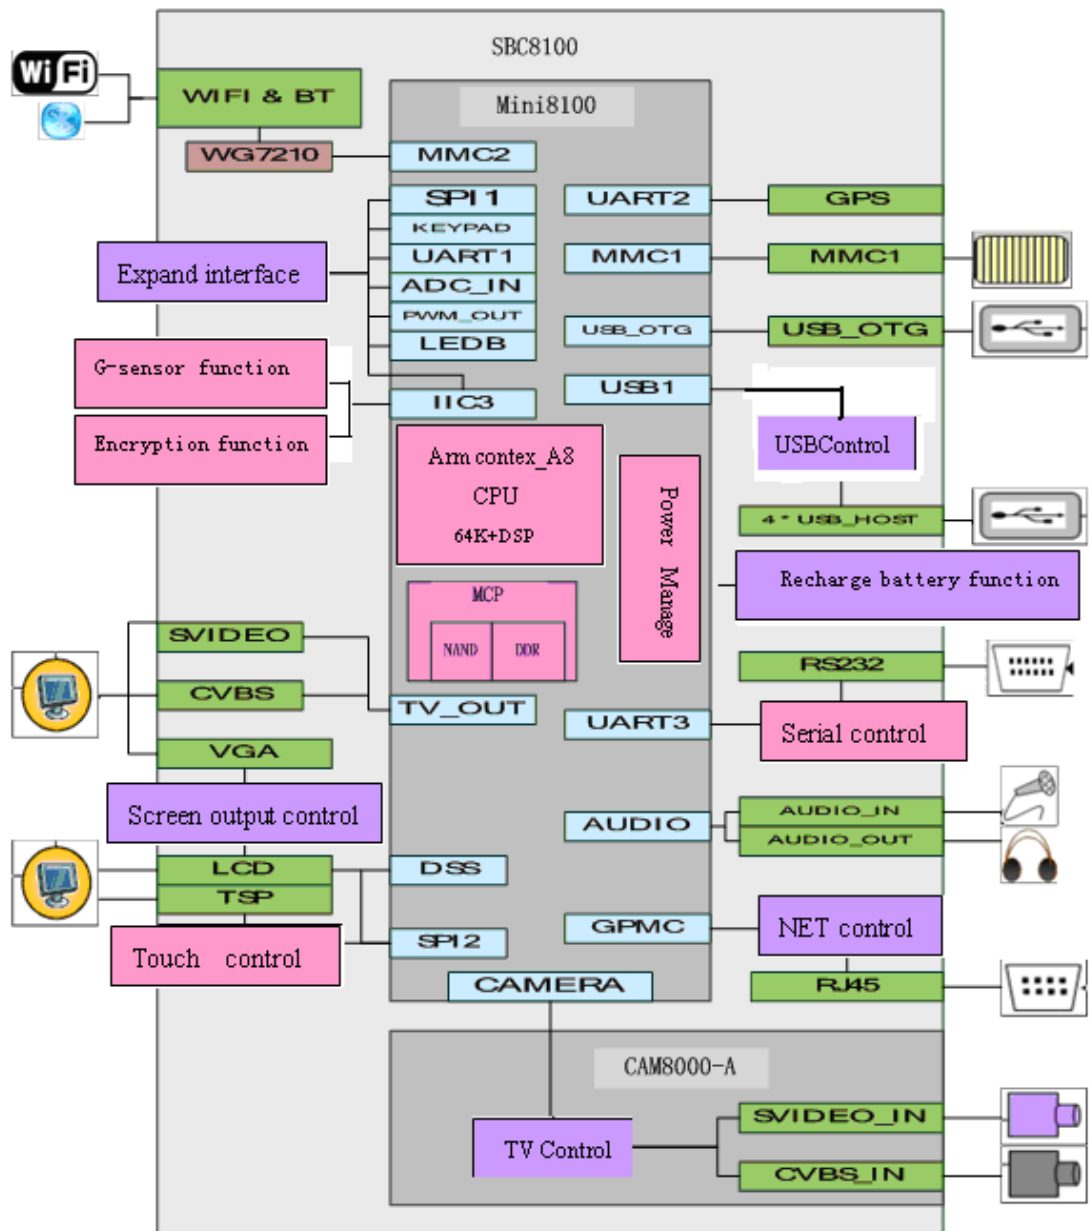 SBC8100
WiFi
WIFI & BT
Mini8100
WG7210
MMC2
SPI1
UART2
GPS
KEYPAD
Expand interface
UART1
MMC1
MMC1
ADC_IN
PWM_OUT
USB_OTG
USB_OTG
LEDB
G-sensor function
USB1
IIC3
Encryption function
USBControl
Arm contex_A8
CPU
64K+DSP
Power Manage
4 * USB_HOST
Recharge battery function
MCP
NAND
DDR
SVIDEO
RS232
CVBS
TV_OUT
UART3
Serial control
VGA
Screen output control
AUDIO
AUDIO_IN
AUDIO_OUT
LCD
DSS
TSP
GPMC
NET control
SPI2
Touch control
CAMERA
RJ45
CAM8000-A
SVIDEO_IN
TV Control
CVBS_IN